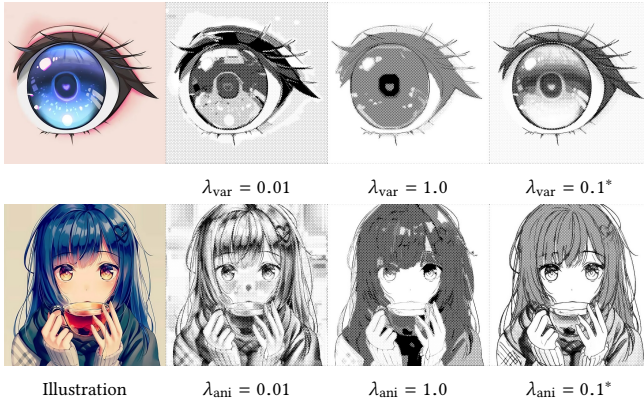 λvar = 0.01 λvar = 1.0 λvar = 0.1*
Illustration λani = 0.01 λani = 1.0 λani = 0.1*